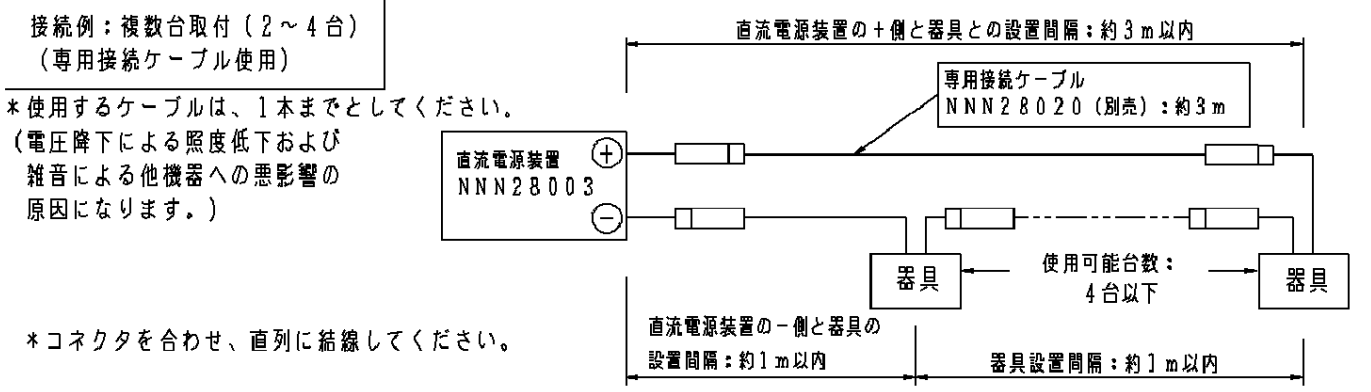 接続例：複数台取付（２～４台）
（専用接続ケーブル使用）
＊使用するケーブルは、１本までとしてください。
（電圧降下による照度低下および
雑音による他機器への悪影響の
原因になります。）
直流電源装置の＋側と器具との設置間隔：約３ｍ以内
専用接続ケーブル
ＮＮＮ２８０２０（別売）：約３ｍ
直流電源装置
ＮＮＮ２８００３
＋
－
器具
使用可能台数：
４台以下
器具
直流電源装置の－側と器具の
設置間隔：約１ｍ以内
器具設置間隔：約１ｍ以内
＊コネクタを合わせ、直列に結線してください。